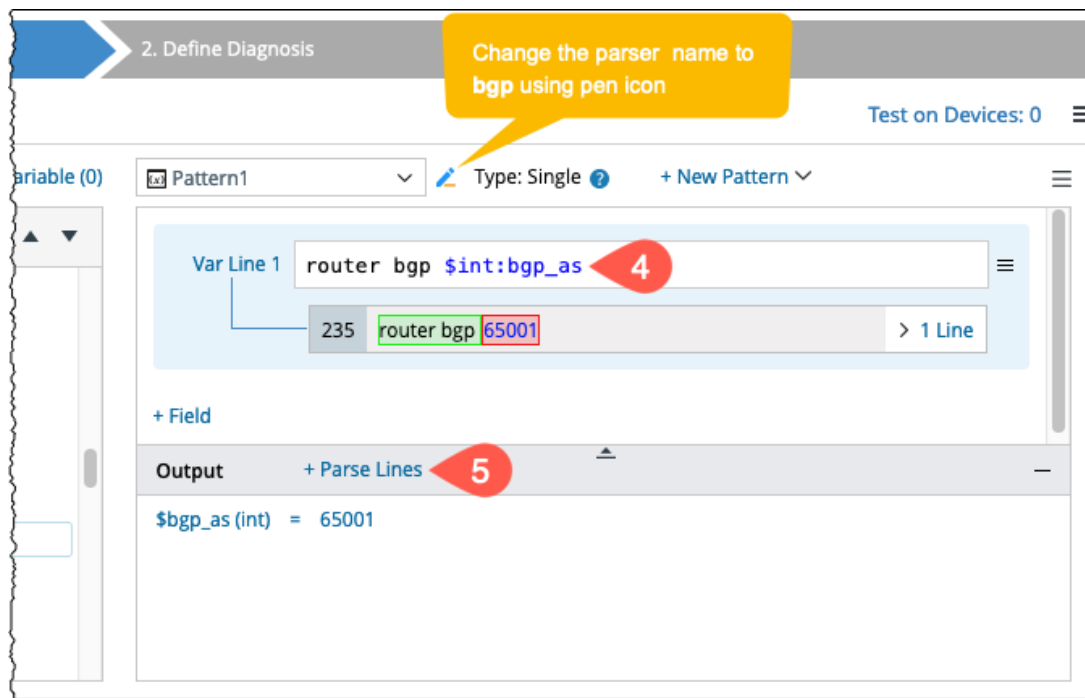 2. Define Diagnosis
Change the parser  name to
bgp using pen icon
Test on Devices: 0
ariable (0)
Pattern1
Type: Single ?
+ New Pattern
Var Line 1
router bgp $int:bgp_as
4
235
router bgp 65001
> 1 Line
+ Field
Output
+ Parse Lines
5
$bgp_as (int) = 65001